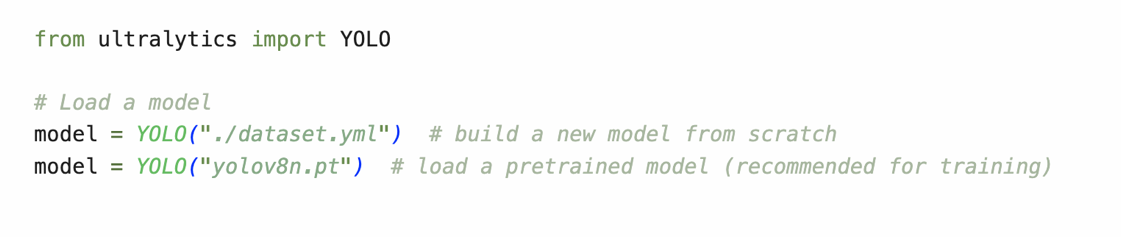 from ultralytics import YOLO
# Load a model
model = YOLO("./dataset.yml")  # build a new model from scratch
model = YOLO("yolov8n.pt")  # load a pretrained model (recommended for training)